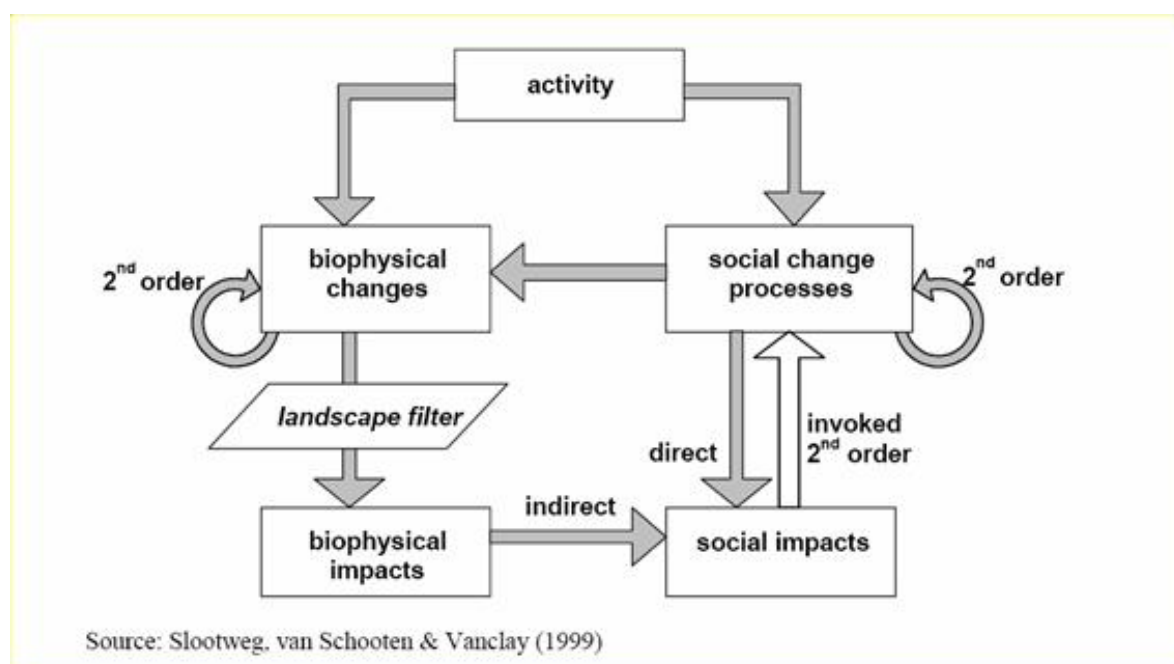 activity
biophysical
changes
social change
processes
2nd order
2nd order
landscape filter
direct
invoked
2nd order
biophysical
impacts
indirect
social impacts
Source: Slootweg, van Schooten & Vanclay (1999)